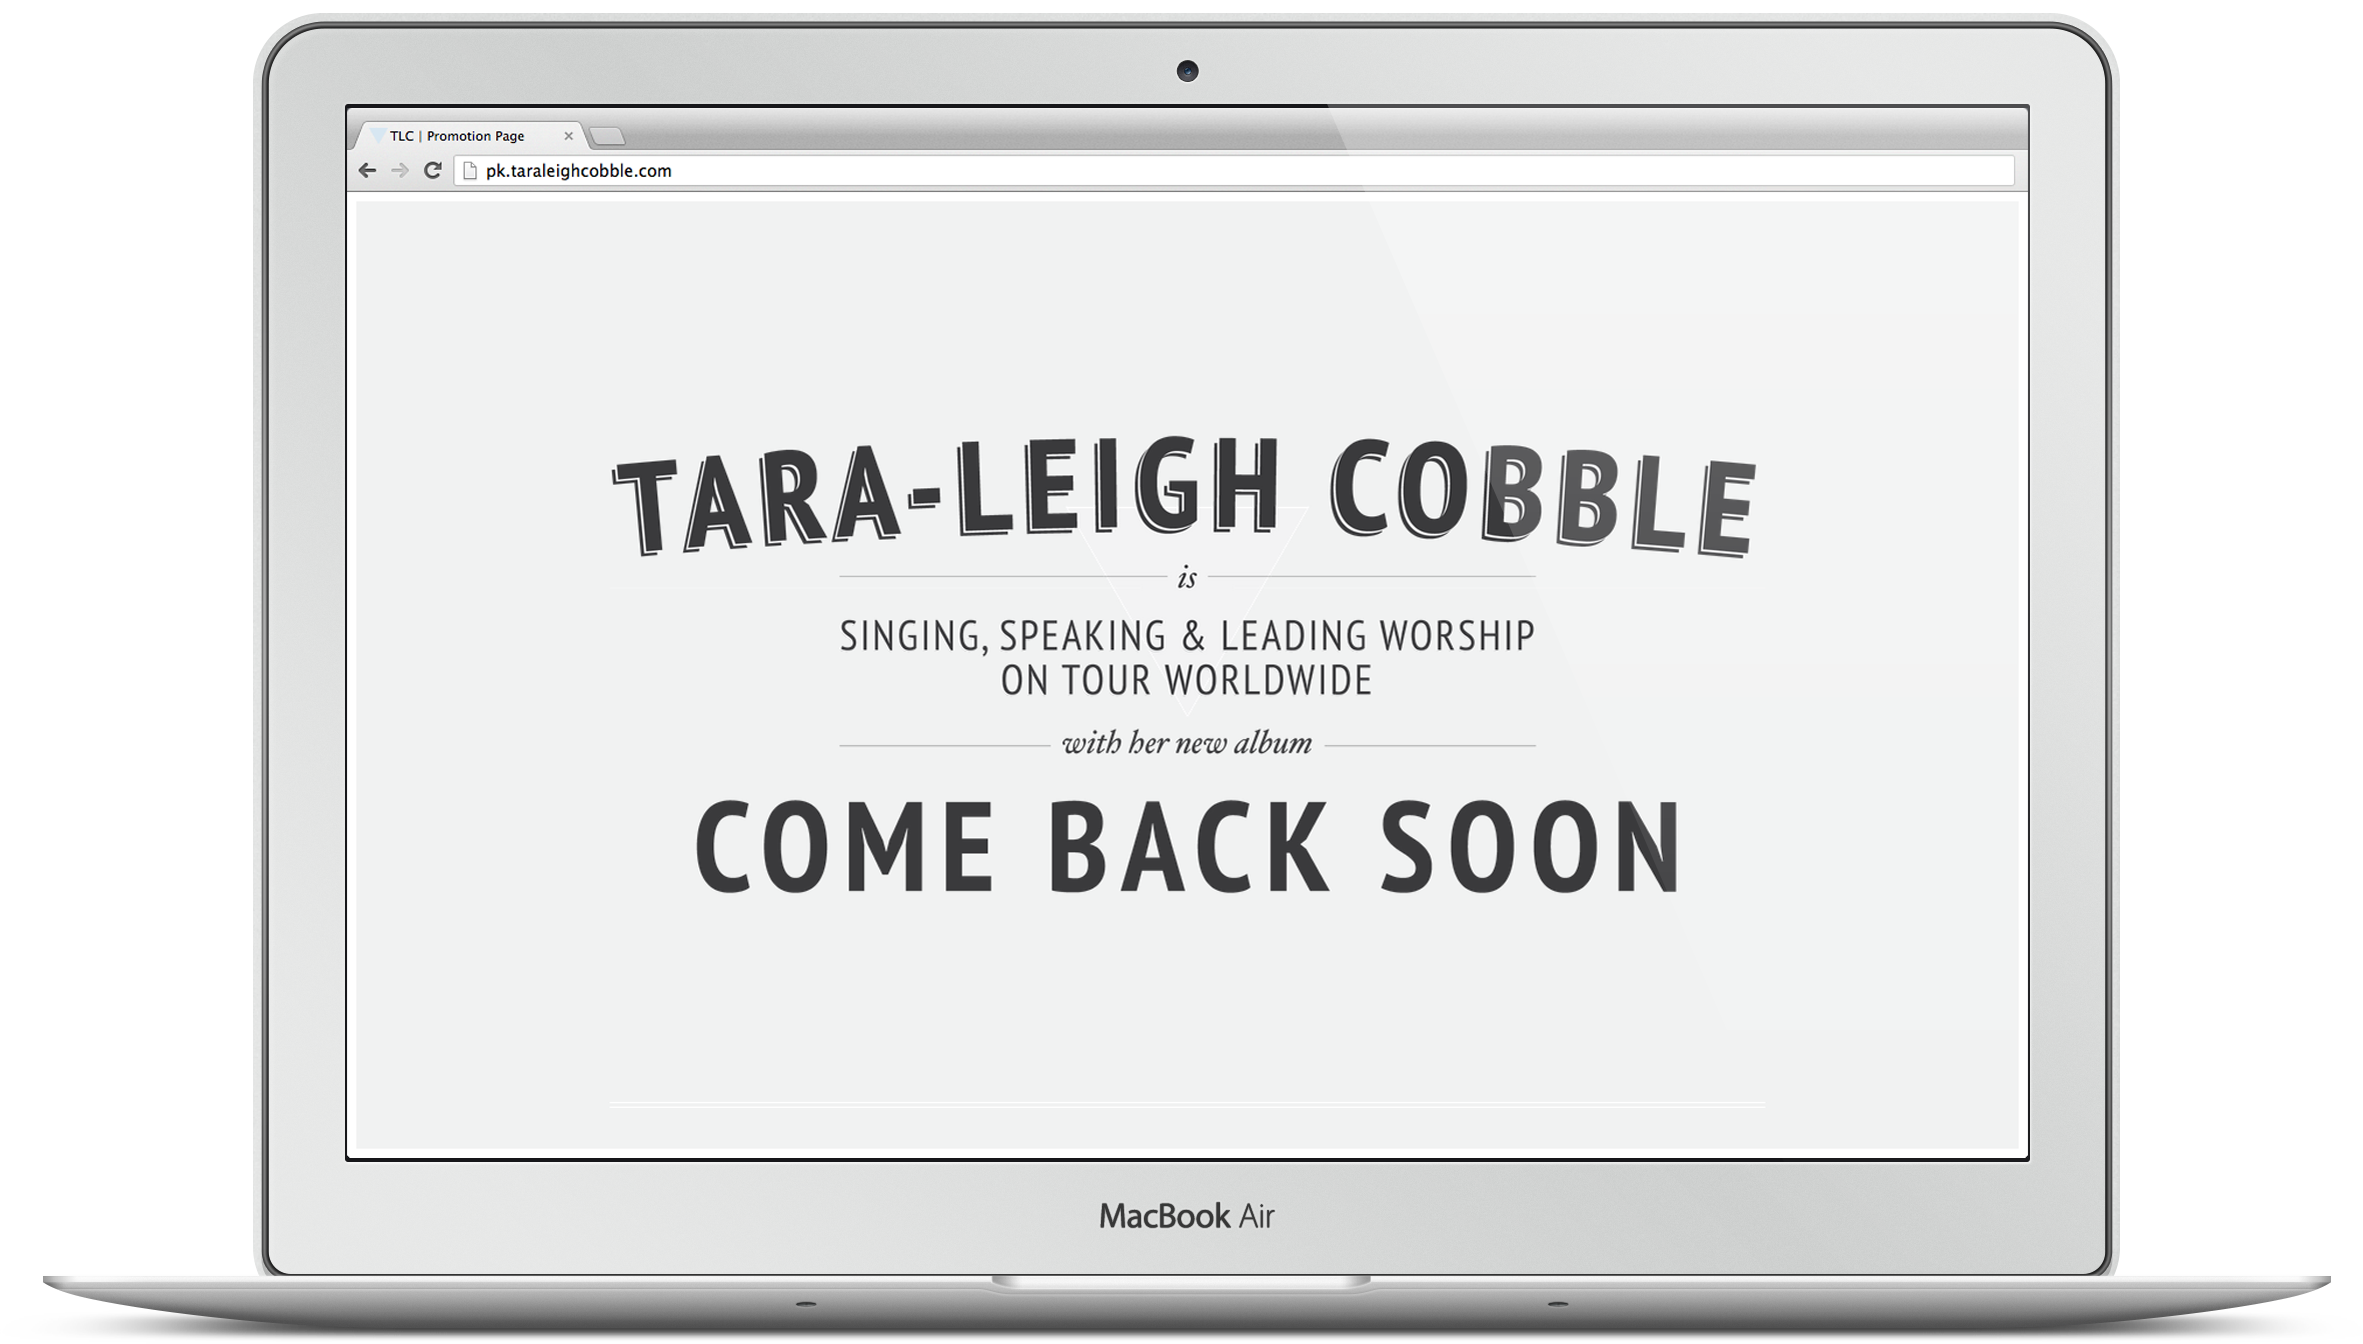 TLC | Promotion Page
pk.taraleighcobble.com
TARA-LEIGH COBBLE
is
SINGING, SPEAKING & LEADING WORSHIP
ON TOUR WORLDWIDE
with her new album
COME BACK SOON
MacBook Air